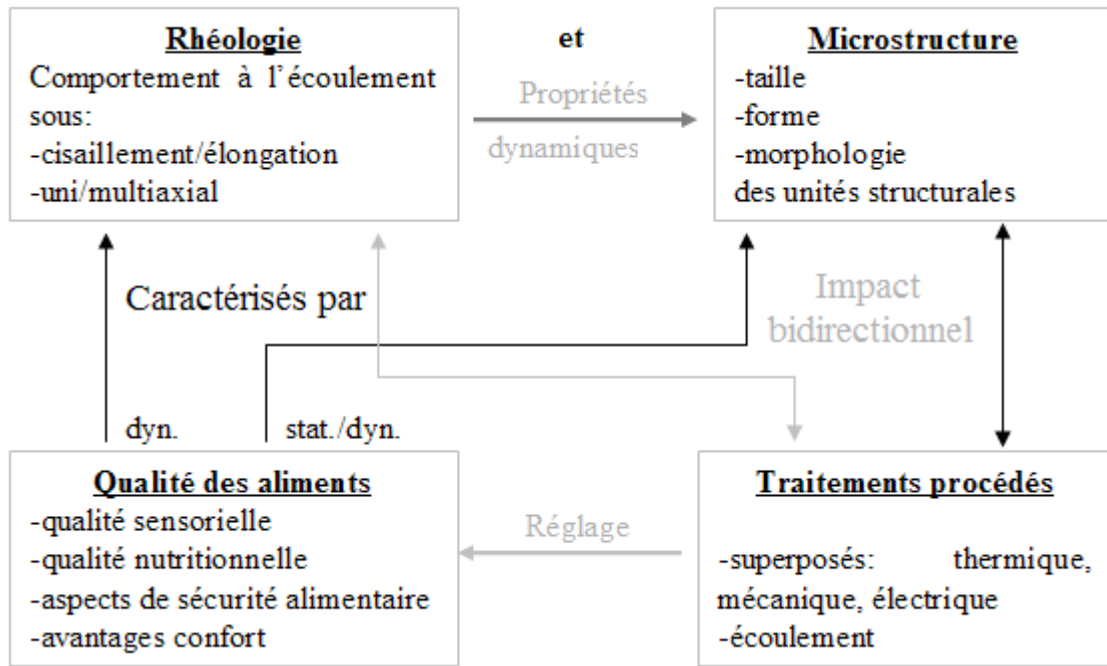 Rhéologie
Comportement à l'écoulement
sous:
-cisaillement/élongation
-uni/multiaxial
et
Propriétés
dynamiques
Microstructure
-taille
-forme
-morphologie
des unités structurales
Caractérisés par
Impact
bidirectionnel
dyn.
stat./dyn.
Qualité des aliments
-qualité sensorielle
-qualité nutritionnelle
-aspects de sécurité alimentaire
-avantages confort
Réglage
Traitements procédés
-superposés: thermique,
mécanique, électrique
-écoulement